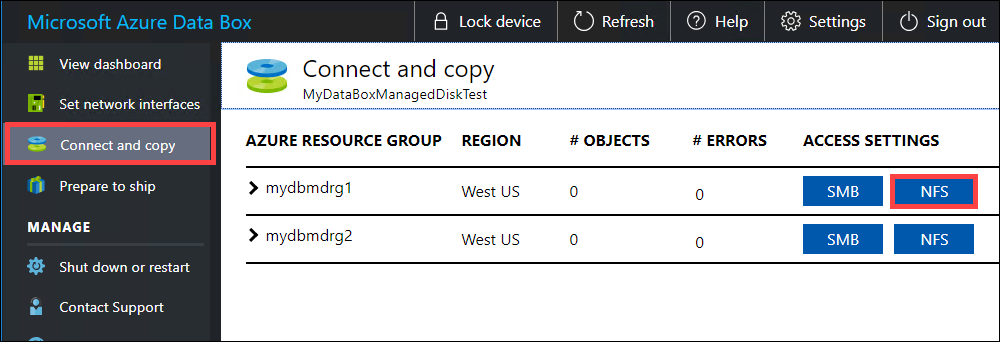 Microsoft Azure Data Box
Lock device
Refresh
Help
Settings
Sign out
View dashboard
Set network interfaces
Connect and copy
Prepare to ship
MANAGE
Shut down or restart
Contact Support
Connect and copy
MyDataBoxManagedDiskTest
AZURE RESOURCE GROUP REGION # OBJECTS # ERRORS ACCESS SETTINGS
mydbmdrg1 West US 0 0 SMB NFS
mydbmdrg2 West US 0 0 SMB NFS